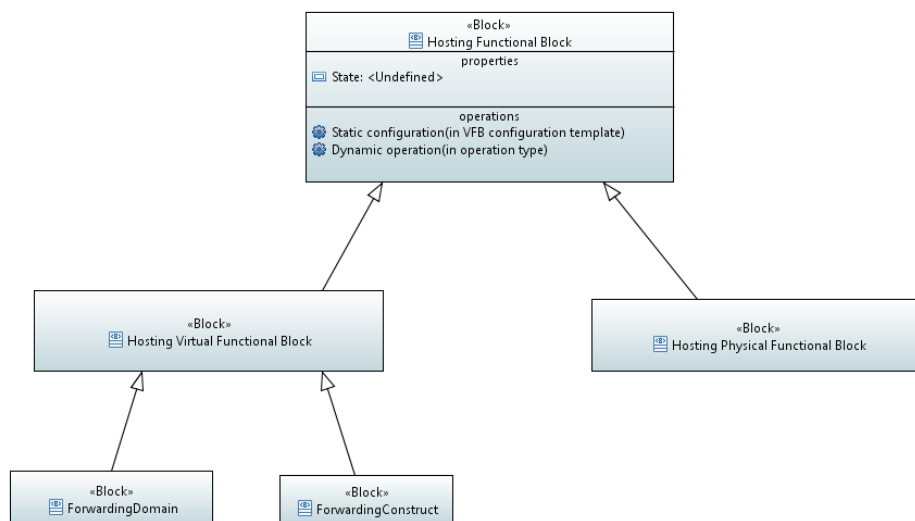 «Block»
Hosting Functional Block
properties
State: <Undefined>
operations
Static configuration(in VFB configuration template)
Dynamic operation(in operation type)
«Block»
Hosting Virtual Functional Block
«Block»
Hosting Physical Functional Block
«Block»
ForwardingDomain
«Block»
ForwardingConstruct